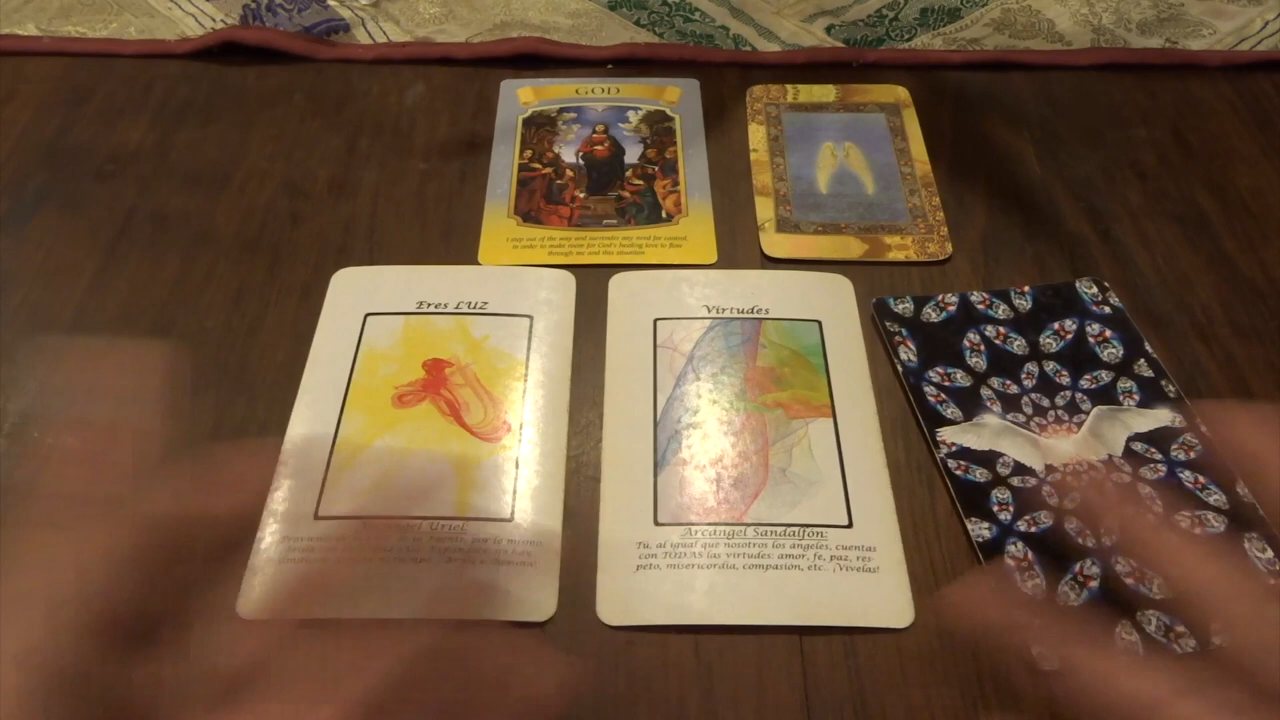 GOD
I step out of the way and surrender any need for control,
in order to make room for God's healing love to flow
through me and this situation.
Eres LUZ
Uriel
Virtudes
Arcángel Sandalfón:
Tú, al igual que nosotros los ángeles, cuentas
con TODAS las virtudes: amor, fe, paz, res-
peto, misericordia, compasión, etc.. ¡Vívelas!